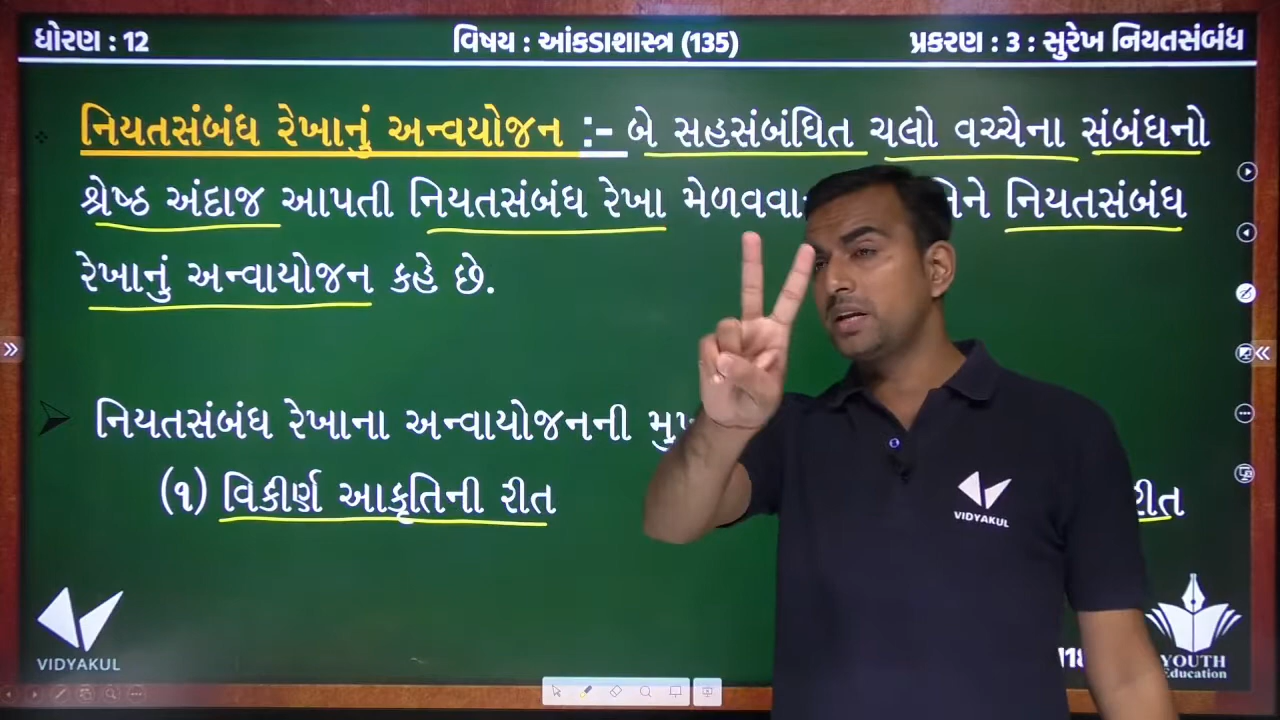 ધોરણ : 12 વિષય : આંકડાશાસ્ત્ર (135) પ્રકરણ : 3 : સુરેખ નિયતસંબંધ
નિયતસંબંધ રેખાનું અન્વયોજન :- બે સહસંબંધિત ચલો વચ્ચેના સંબંધનો
શ્રેષ્ઠ અંદાજ આપતી નિયતસંબંધ રેખા નિયતસંબંધ
રેખાનું અન્વાયોજન કહે છે.
નિયતસંબંધ રેખાના અન્વાયોજનની
(૧) વિકીર્ણ આકૃતિની રીત રીત
VIDYAKUL
VIDYAKUL
YOUTH
Education